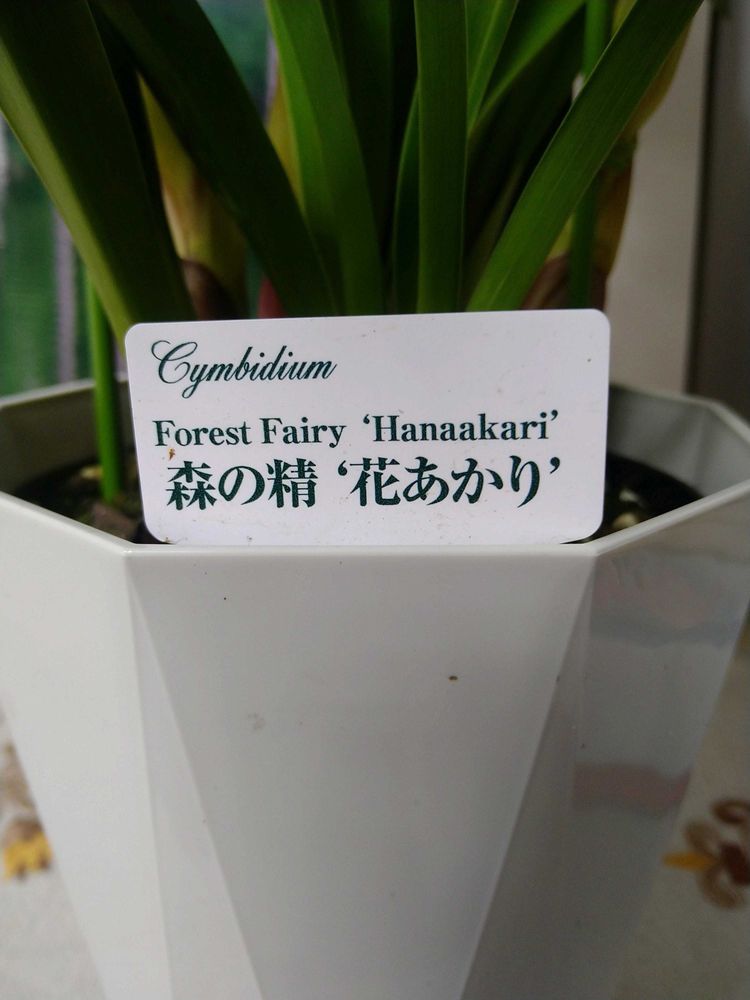 Cymbidium
Forest Fairy ‘Hanaakari’
森の精 ‘花あかり’